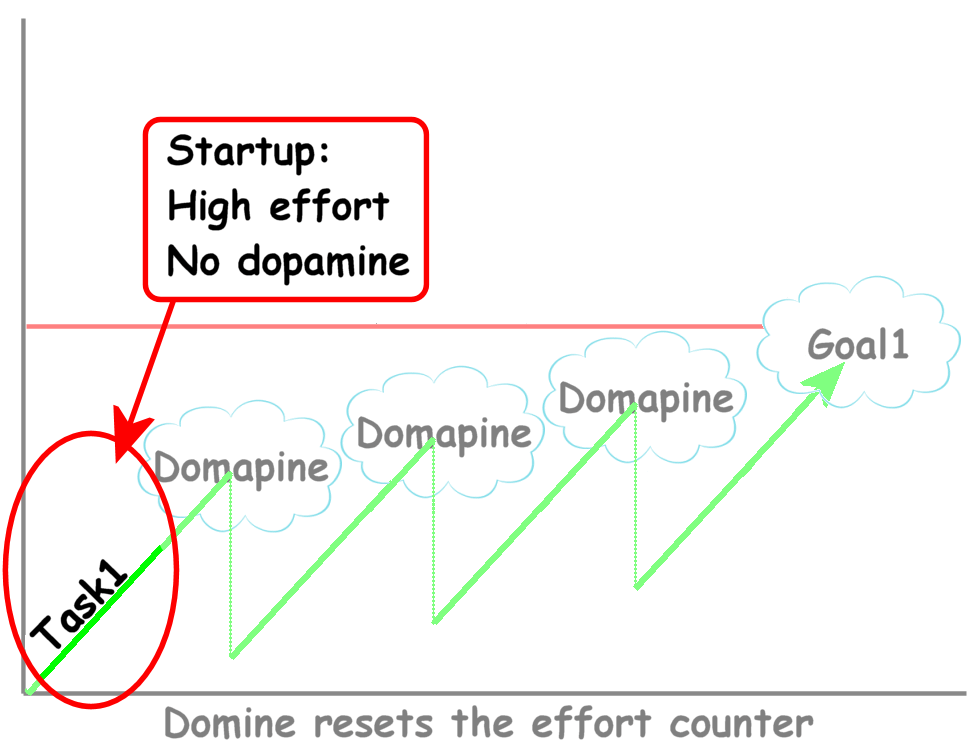 Startup:
High effort
No dopamine
Goal1
Domapine
Domapine
Domapine
Task1
Domine resets the effort counter